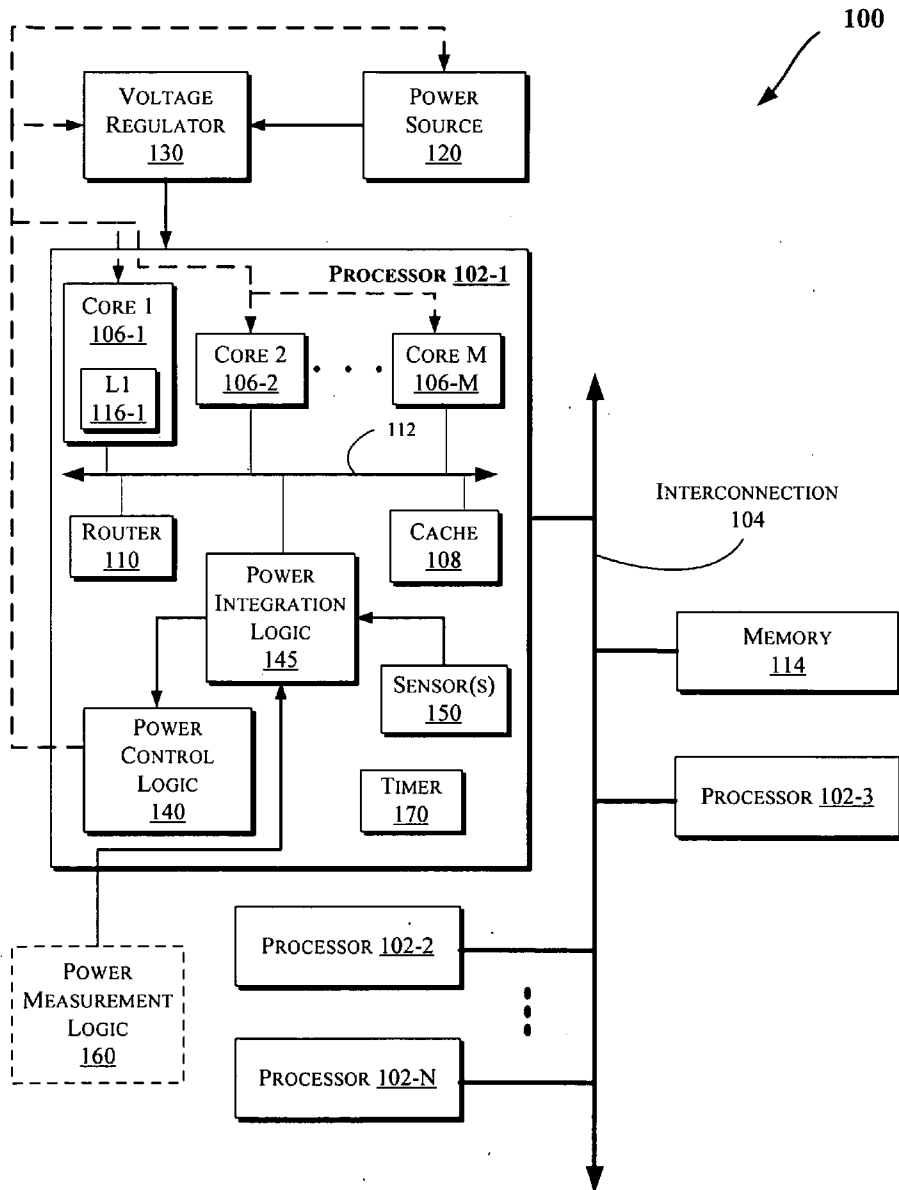 100
VOLTAGE
REGULATOR
130
POWER
SOURCE
120
PROCESSOR 102-1
CORE 1
106-1
L1
116-1
CORE 2
106-2
CORE M
106-M
112
ROUTER
110
CACHE
108
POWER
INTEGRATION
LOGIC
145
SENSOR(S)
150
POWER
CONTROL
LOGIC
140
TIMER
170
INTERCONNECTION
104
MEMORY
114
PROCESSOR 102-3
PROCESSOR 102-2
PROCESSOR 102-N
POWER
MEASUREMENT
LOGIC
160